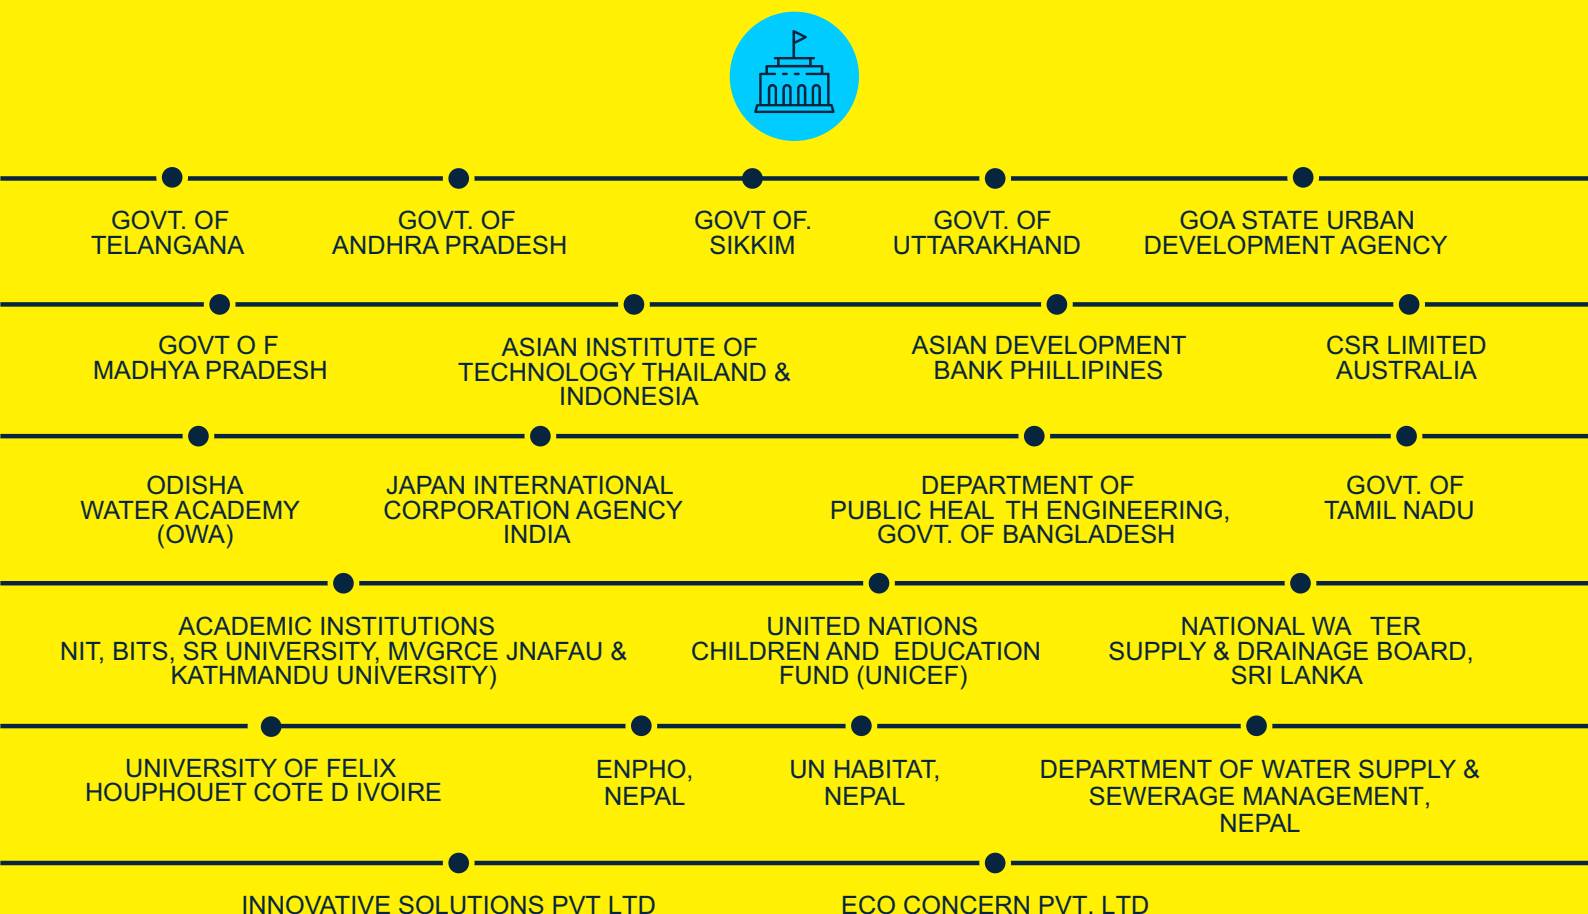 GOVT. OF
TELANGANA
GOVT. OF
ANDHRA PRADESH
GOVT OF.
SIKKIM
GOVT. OF
UTTARAKHAND
GOA STATE URBAN
DEVELOPMENT AGENCY
GOVT O F
MADHYA PRADESH
ASIAN INSTITUTE OF
TECHNOLOGY THAILAND &
INDONESIA
ASIAN DEVELOPMENT
BANK PHILLIPINES
CSR LIMITED
AUSTRALIA
ODISHA
WATER ACADEMY
(OWA)
JAPAN INTERNATIONAL
CORPORATION AGENCY
INDIA
DEPARTMENT OF
PUBLIC HEAL TH ENGINEERING,
GOVT. OF BANGLADESH
GOVT. OF
TAMIL NADU
ACADEMIC INSTITUTIONS
NIT, BITS, SR UNIVERSITY, MVGRCE JNAFAU &
KATHMANDU UNIVERSITY)
UNITED NATIONS
CHILDREN AND EDUCATION
FUND (UNICEF)
NATIONAL WA TER
SUPPLY & DRAINAGE BOARD,
SRI LANKA
UNIVERSITY OF FELIX
HOUPHOUET COTE D IVOIRE
ENPHO,
NEPAL
UN HABITAT,
NEPAL
DEPARTMENT OF WATER SUPPLY &
SEWERAGE MANAGEMENT,
NEPAL
INNOVATIVE SOLUTIONS PVT LTD
ECO CONCERN PVT. LTD